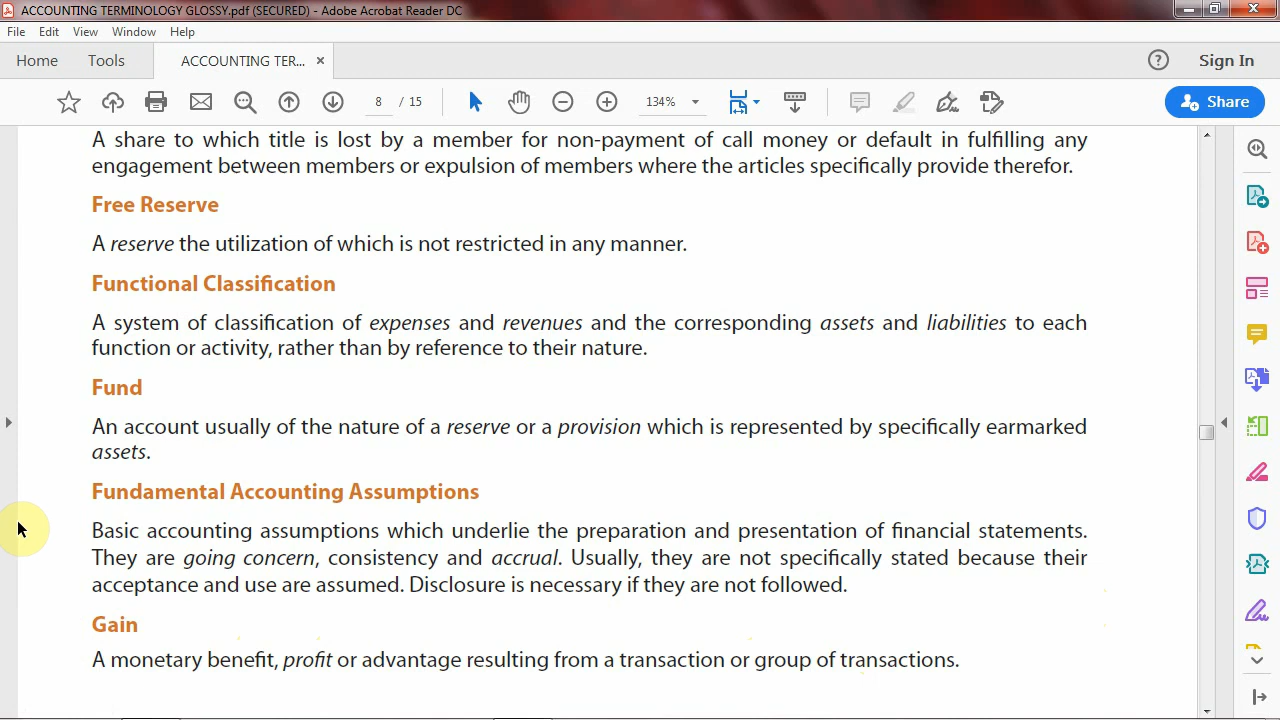 ACCOUNTING TERMINOLOGY GLOSSY.pdf (SECURED) - Adobe Acrobat Reader DC
File Edit View Window Help
Home Tools ACCOUNTING TER... × ? Sign In
8 / 15 134% Share
A share to which title is lost by a member for non-payment of call money or default in fulfilling any
engagement between members or expulsion of members where the articles specifically provide therefor.
Free Reserve
A reserve the utilization of which is not restricted in any manner.
Functional Classification
A system of classification of expenses and revenues and the corresponding assets and liabilities to each
function or activity, rather than by reference to their nature.
Fund
An account usually of the nature of a reserve or a provision which is represented by specifically earmarked
assets.
Fundamental Accounting Assumptions
Basic accounting assumptions which underlie the preparation and presentation of financial statements.
They are going concern, consistency and accrual. Usually, they are not specifically stated because their
acceptance and use are assumed. Disclosure is necessary if they are not followed.
Gain
A monetary benefit, profit or advantage resulting from a transaction or group of transactions.